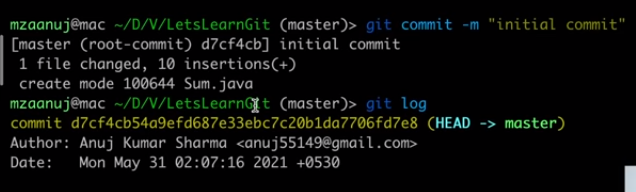 mzaanuj@mac ~/D/V/LetsLearnGit (master)> git commit -m "initial commit"
[master (root-commit) d7cf4cb] initial commit
 1 file changed, 10 insertions(+)
 create mode 100644 Sum.java
mzaanuj@mac ~/D/V/LetsLearnGit (master)> git log
commit d7cf4cb54a9efd687e33ebc7c20b1da7706fd7e8 (HEAD -> master)
Author: Anuj Kumar Sharma <anuj55149@gmail.com>
Date:   Mon May 31 02:07:16 2021 +0530